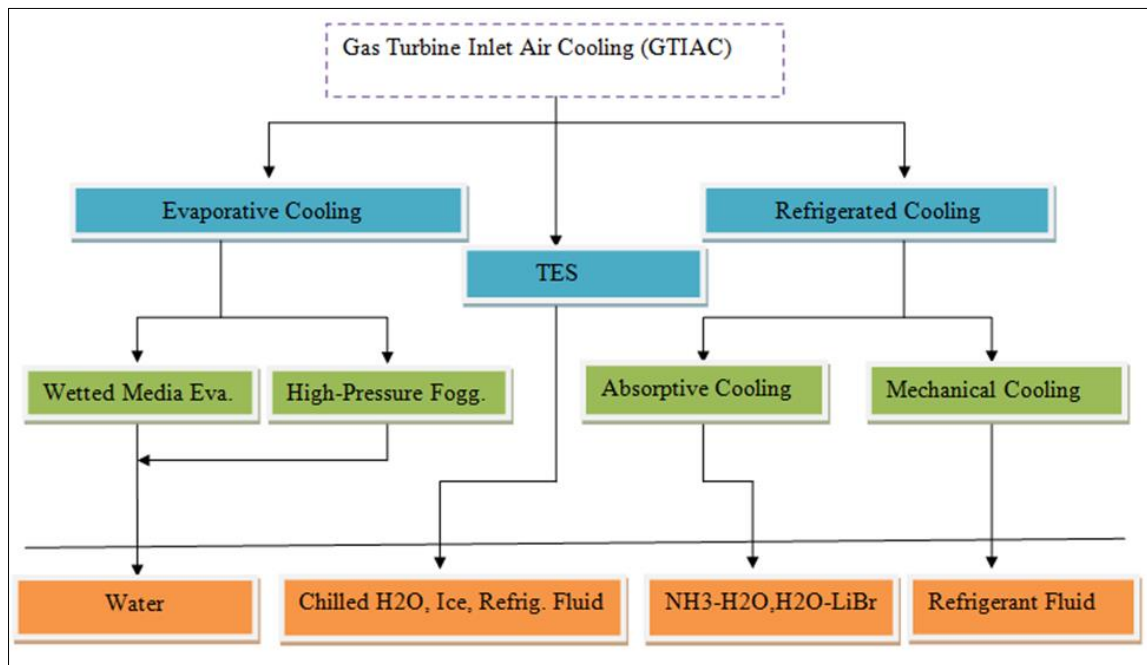 Gas Turbine Inlet Air Cooling (GTIAC)
Evaporative Cooling
Refrigerated Cooling
TES
Wetted Media Eva.
High-Pressure Fogg.
Absorptive Cooling
Mechanical Cooling
Water
Chilled H2O, Ice, Refrig. Fluid
NH3-H2O,H2O-LiBr
Refrigerant Fluid